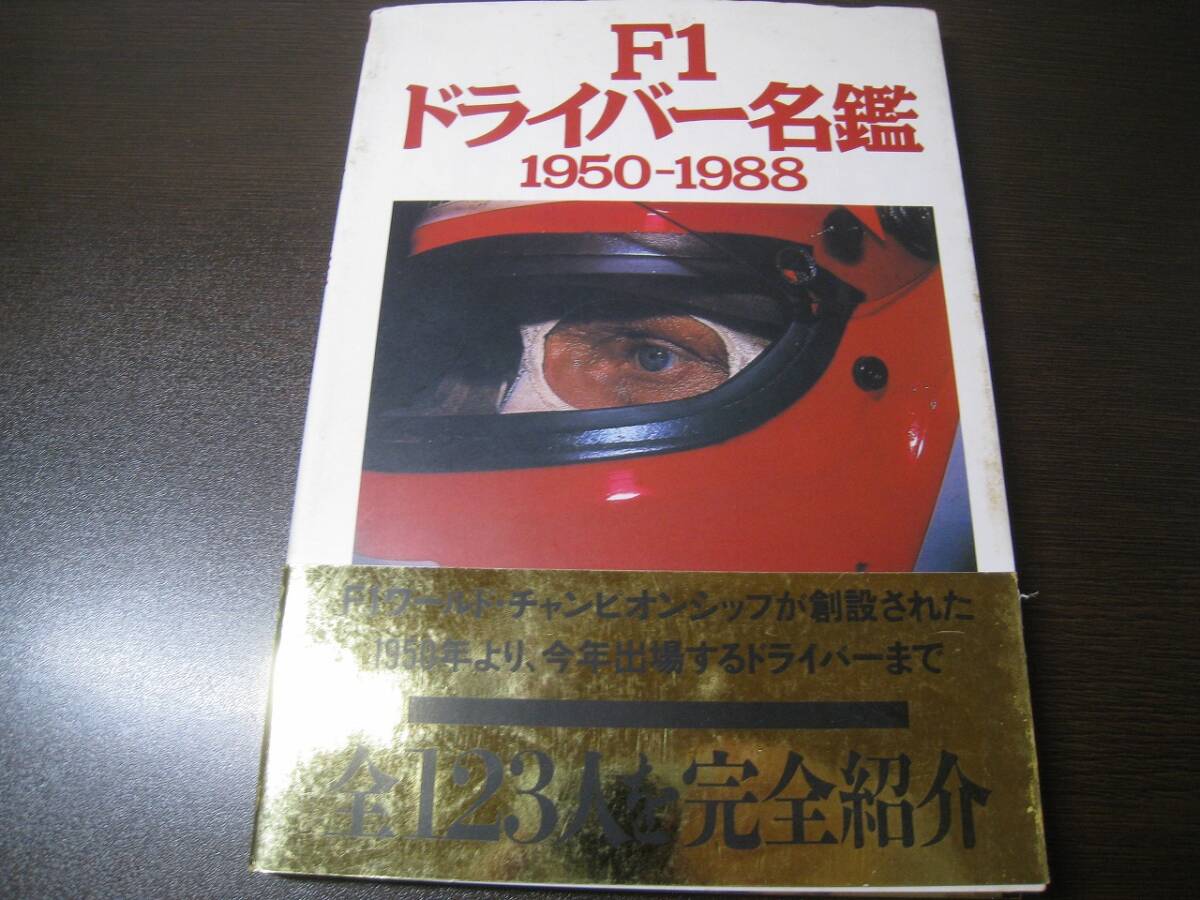 F1
ドライバー名鑑
1950-1988
F1ワールド・チャンピオンシップが創設された
1950年より、今年出場するドライバーまで
全123人を完全紹介